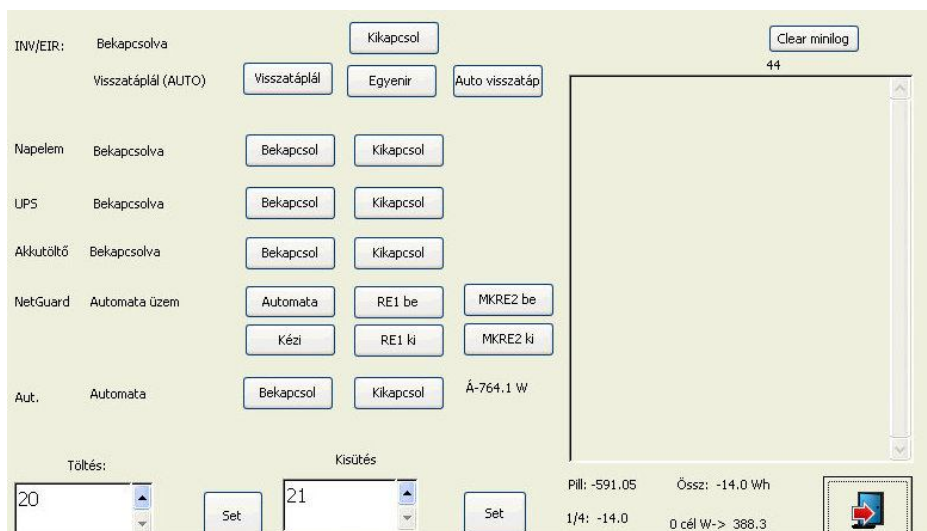 INV/EIR: Bekapcsolva Kikapcsol Clear minilog
44
Visszatáplál (AUTO) Visszatáplál Egyenir Auto visszatáp
Napelem Bekapcsolva Bekapcsol Kikapcsol
UPS Bekapcsolva Bekapcsol Kikapcsol
Akkutöltő Bekapcsolva Bekapcsol Kikapcsol
NetGuard Automata üzem Automata RE1 be MKRE2 be
Kézi RE1 ki MKRE2 ki
Aut. Automata Bekapcsol Kikapcsol Á-764.1 W
Töltés: Kisütés
20 Set 21 Set
Pill: -591.05 Össz: -14.0 Wh
1/4: -14.0 0 cél W-> 388.3